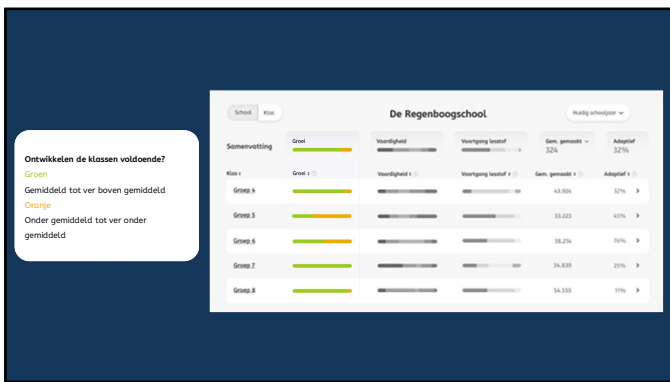 Ontwikkelen de klassen voldoende?
Groen
Gemiddeld tot ver boven gemiddeld
Oranje
Onder gemiddeld tot ver onder
gemiddeld
School Klas
De Regenboogschool
Huidig schooljaar
Samenvatting
Groei Vaardigheid Voortgang lesstof Gem. gemaakt Adaptief
324 32%
Klas Groei Vaardigheid Voortgang lesstof Gem. gemaakt Adaptief
Groep 4 43.924 32%
Groep 5 33.223 45%
Groep 6 38.214 76%
Groep 7 34.839 25%
Groep 8 54.555 11%